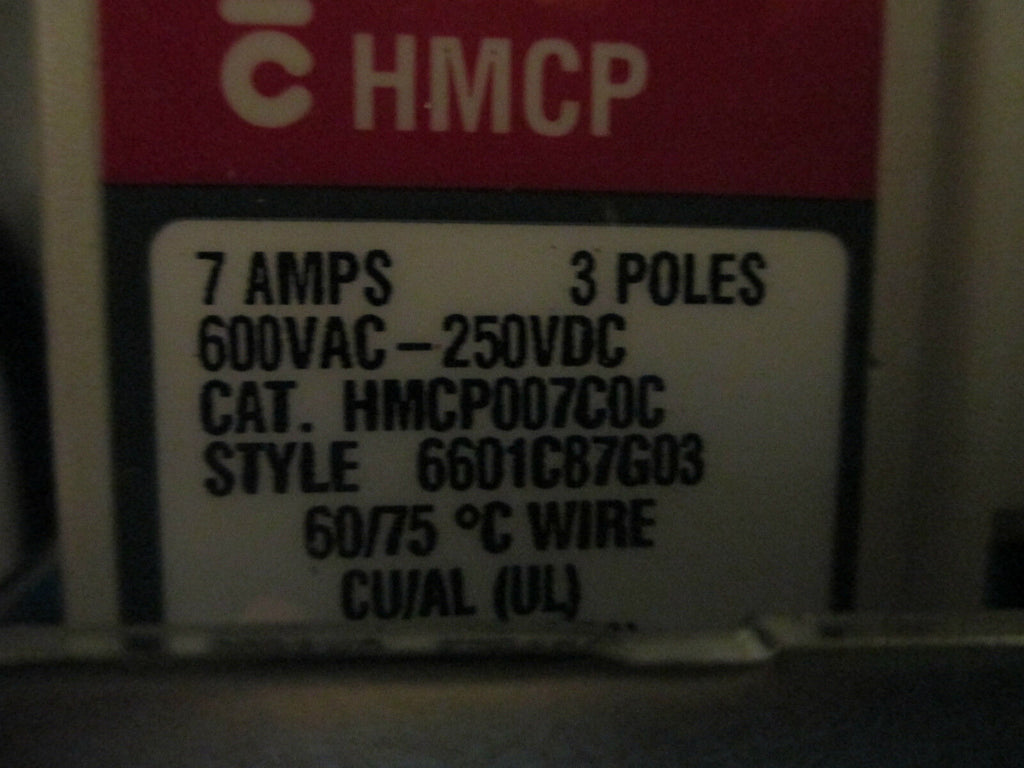 HMCP
7 AMPS 3 POLES
600VAC – 250VDC
CAT. HMCP007C0C
STYLE 6601C87G03
60/75 °C WIRE
CU/AL (UL)